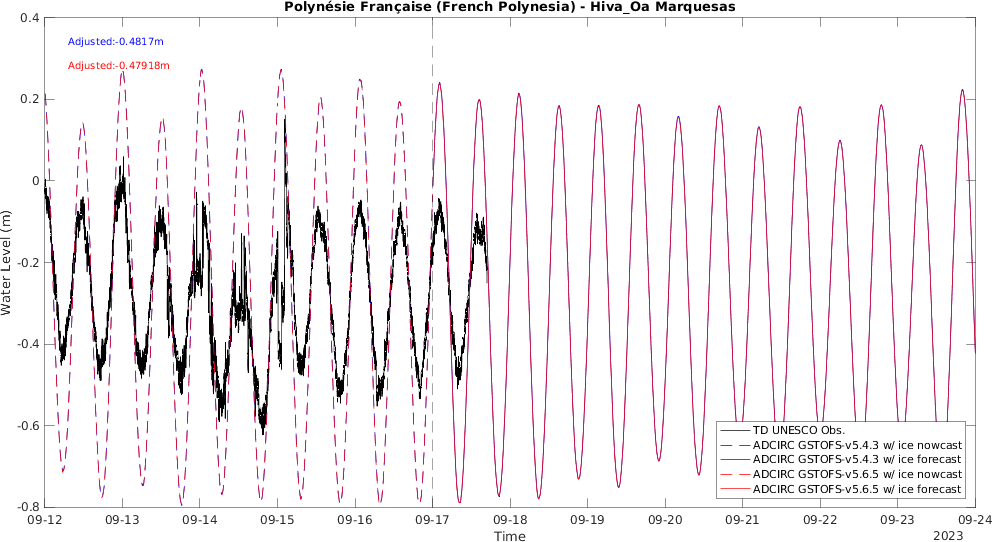 Polynésie Française (French Polynesia) - Hiva_Oa Marquesas
0.4
Adjusted:-0.4817m
Adjusted:-0.47918m
0.2
0
-0.2
-0.4
-0.6
-0.8
Water Level (m)
TD UNESCO Obs.
ADCIRC GSTOFS-v5.4.3 w/ ice nowcast
ADCIRC GSTOFS-v5.4.3 w/ ice forecast
ADCIRC GSTOFS-v5.6.5 w/ ice nowcast
ADCIRC GSTOFS-v5.6.5 w/ ice forecast
09-12 09-13 09-14 09-15 09-16 09-17 09-18 09-19 09-20 09-21 09-22 09-23 09-24
Time
2023